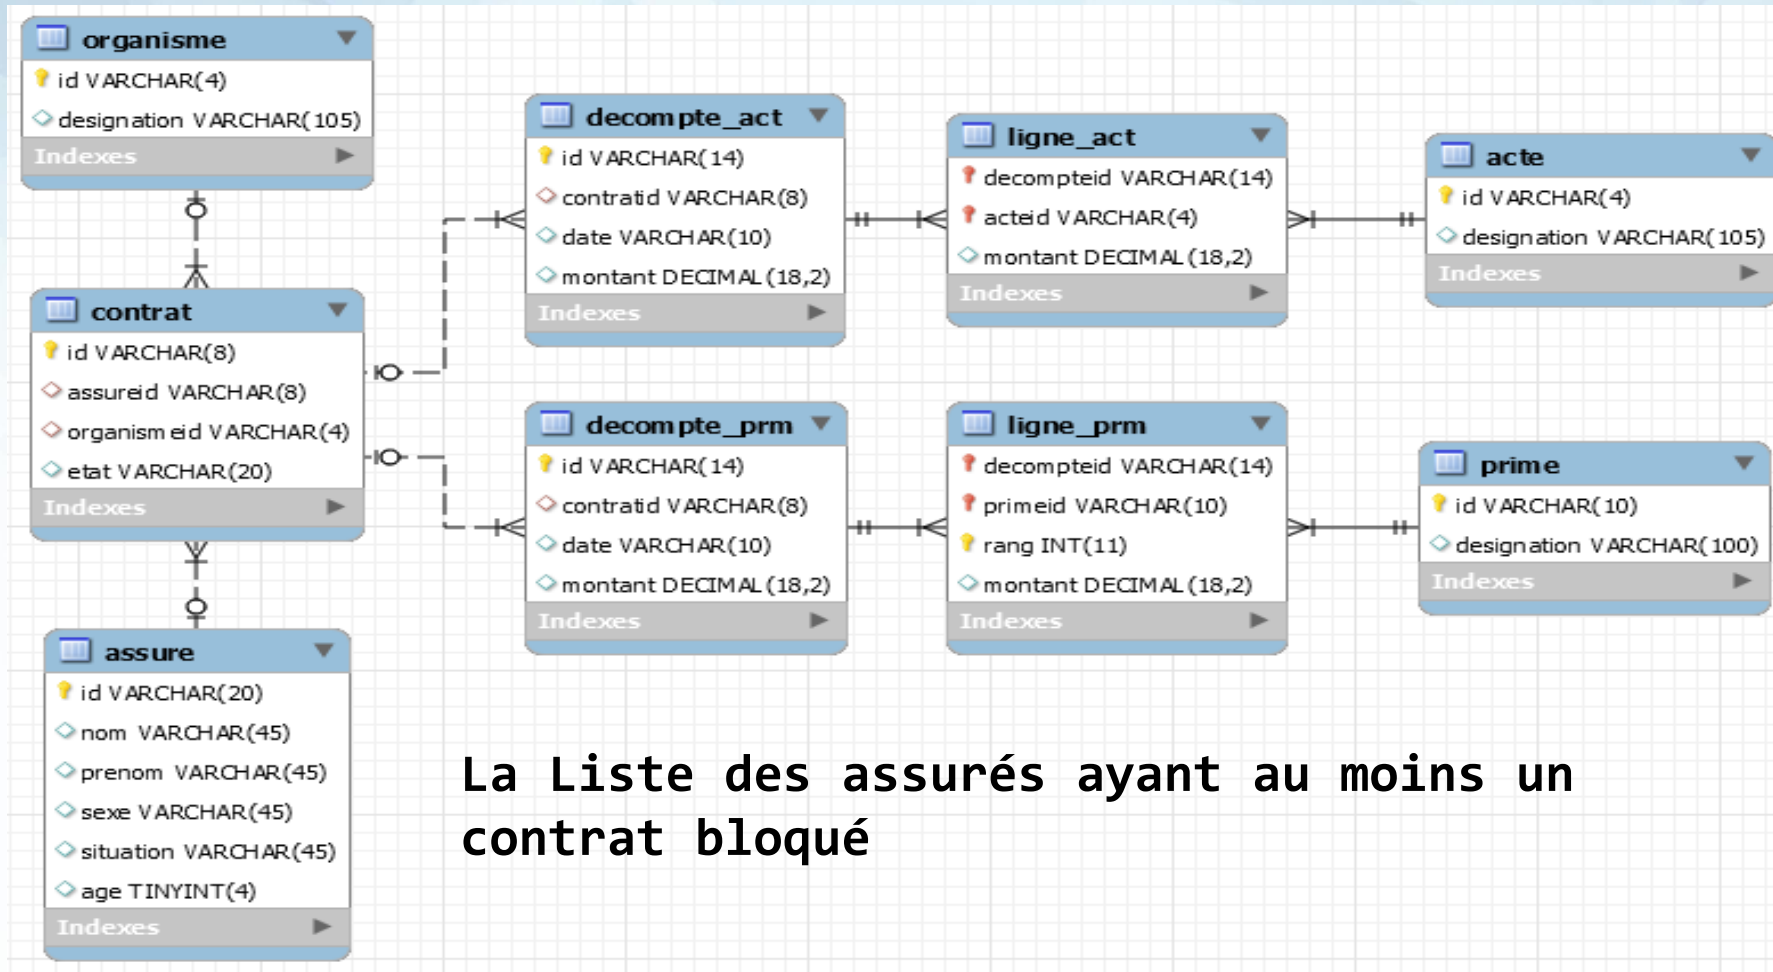 organisme
id VARCHAR(4)
designation VARCHAR(105)
Indexes
contrat
id VARCHAR(8)
assureid VARCHAR(8)
organismeid VARCHAR(4)
etat VARCHAR(20)
Indexes
assure
id VARCHAR(20)
nom VARCHAR(45)
prenom VARCHAR(45)
sexe VARCHAR(45)
situation VARCHAR(45)
age TINYINT(4)
Indexes
decompte_act
id VARCHAR(14)
contratid VARCHAR(8)
date VARCHAR(10)
montant DECIMAL(18,2)
Indexes
decompte_prm
id VARCHAR(14)
contratid VARCHAR(8)
date VARCHAR(10)
montant DECIMAL(18,2)
Indexes
ligne_act
decompteid VARCHAR(14)
acteid VARCHAR(4)
montant DECIMAL(18,2)
Indexes
ligne_prm
decompteid VARCHAR(14)
primeid VARCHAR(10)
rang INT(11)
montant DECIMAL(18,2)
Indexes
acte
id VARCHAR(4)
designation VARCHAR(105)
Indexes
prime
id VARCHAR(10)
designation VARCHAR(100)
Indexes
La Liste des assurés ayant au moins un
contrat bloqué